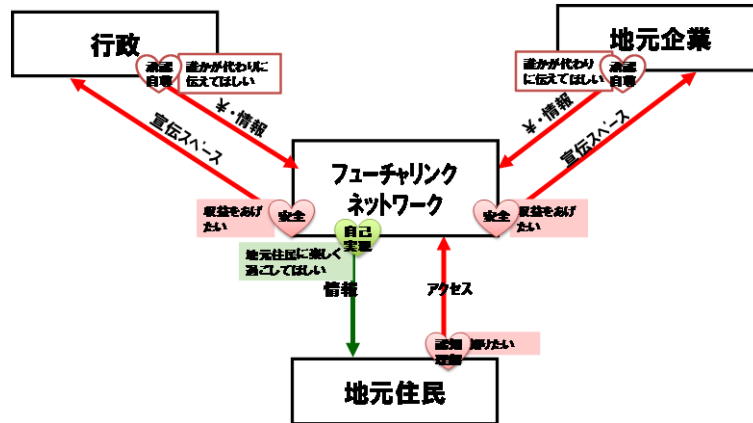 行政
地元企業
承認
自尊
誰かが代わりに
伝えてほしい
誰かが代わり
に伝えてほしい
承認
自尊
・情報
・情報
宣伝スペース
宣伝スペース
フューチャリンク
ネットワーク
収益をあげ
たい
安全
安全
収益をあげ
たい
自己
実現
地元住民に楽しく
過ごしてほしい
情報
アクセス
認知
理解
知りたい
地元住民